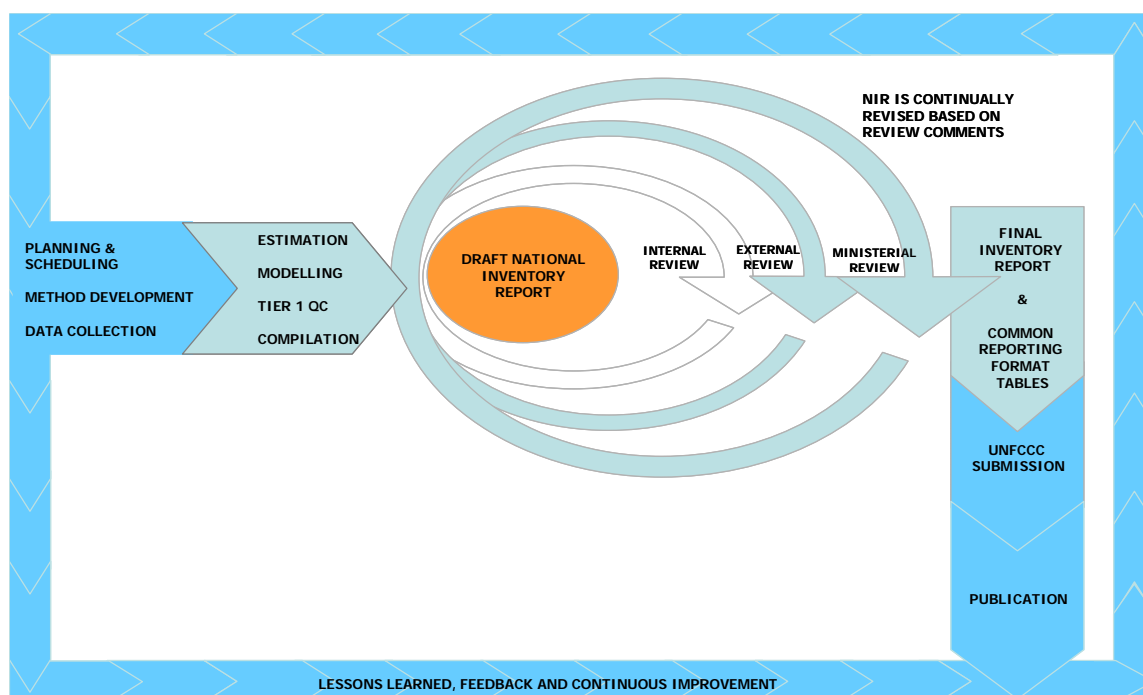 NIR IS CONTINUALLY
REVISED BASED ON
REVIEW COMMENTS
PLANNING &
SCHEDULING
METHOD DEVELOPMENT
DATA COLLECTION
ESTIMATION
MODELLING
TIER 1 QC
COMPILATION
DRAFT NATIONAL
INVENTORY
REPORT
INTERNAL
REVIEW
EXTERNAL
REVIEW
MINISTERIAL
REVIEW
FINAL
INVENTORY
REPORT
&
COMMON
REPORTING
FORMAT
TABLES
UNFCCC
SUBMISSION
PUBLICATION
LESSONS LEARNED, FEEDBACK AND CONTINUOUS IMPROVEMENT